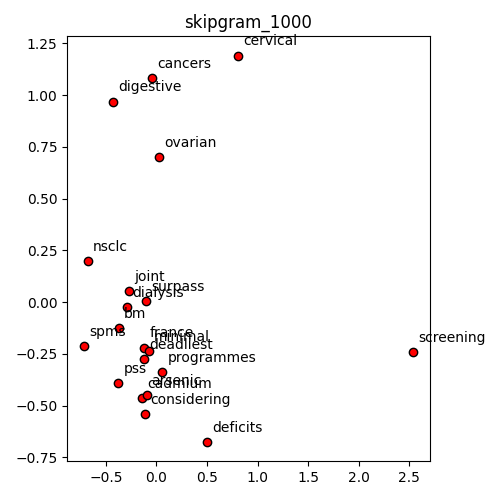 skipgram_1000
cervical
cancers
digestive
ovarian
nsclc
joint
surpass
dialysis
bm
spms
france
minimal
deadliest
screening
programmes
pss
arsenic
cadmium
considering
deficits
1.25
1.00
0.75
0.50
0.25
0.00
−0.25
−0.50
−0.75
−0.5 0.0 0.5 1.0 1.5 2.0 2.5